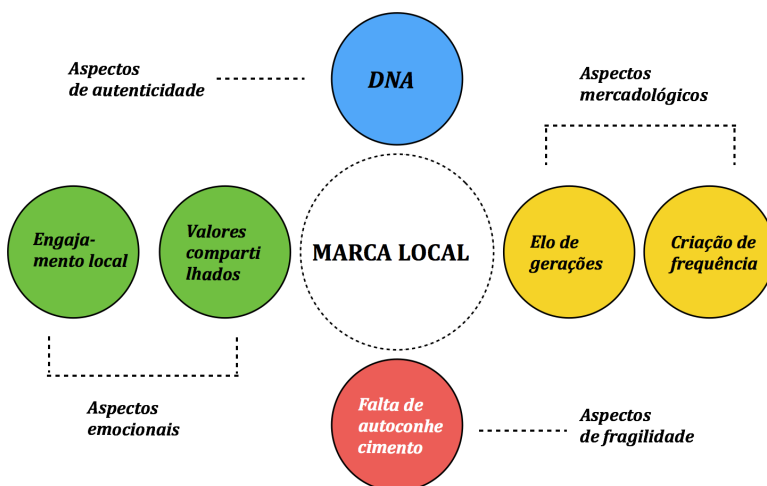 Aspectos
de autenticidade
DNA
Aspectos
mercadológicos
Engaja-
mento local
Valores
comparti
lhados
MARCA LOCAL
Elo de
gerações
Criação de
frequência
Aspectos
emocionais
Falta de
autoconhe
cimento
Aspectos
de fragilidade